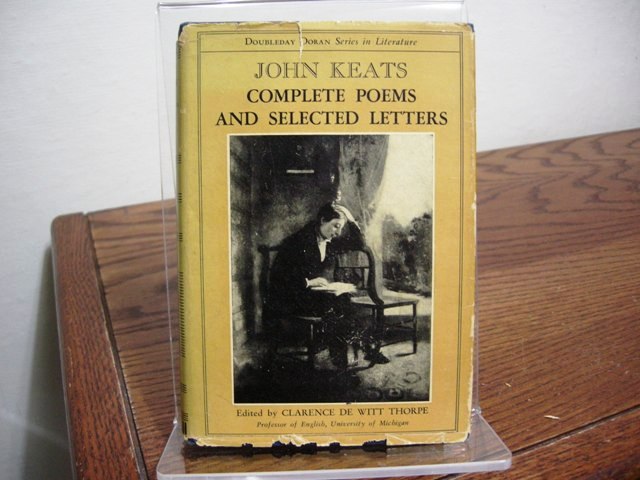 DOUBLEDAY DORAN Series in Literature
JOHN KEATS
COMPLETE POEMS
AND SELECTED LETTERS
Edited by CLARENCE DE WITT THORPE
Professor of English, University of Michigan